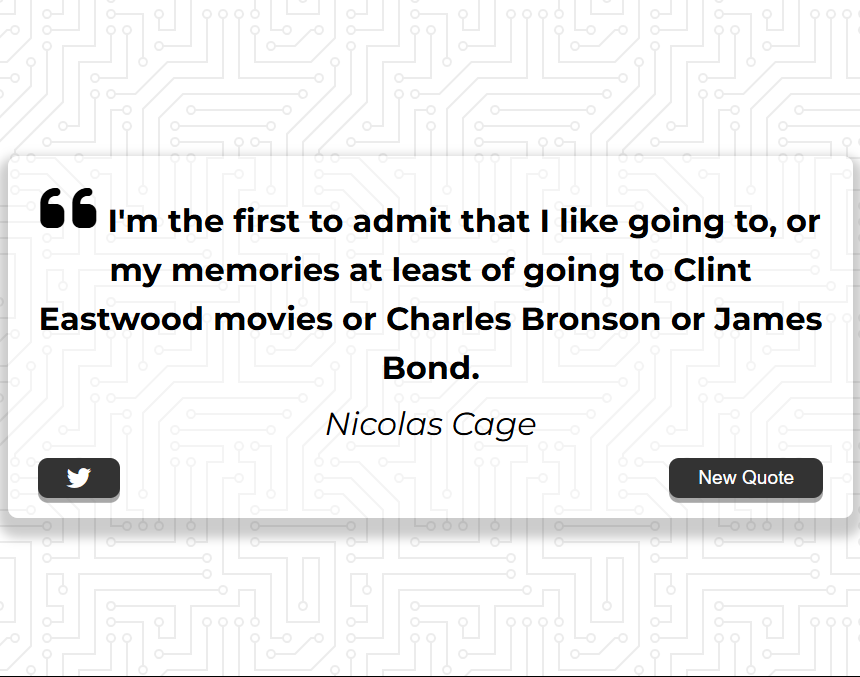 I'm the first to admit that I like going to, or
my memories at least of going to Clint
Eastwood movies or Charles Bronson or James
Bond.
Nicolas Cage
New Quote